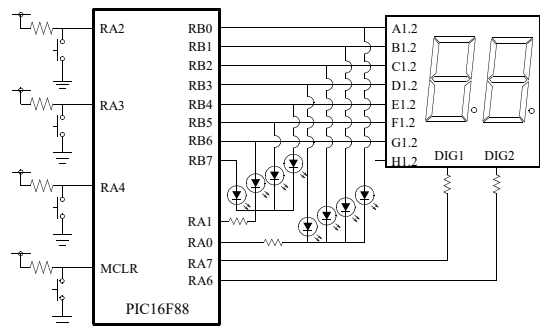 RA2
RA3
RA4
MCLR
PIC16F88
RB0
RB1
RB2
RB3
RB4
RB5
RB6
RB7
RA1
RA0
RA7
RA6
A1.2
B1.2
C1.2
D1.2
E1.2
F1.2
G1.2
H1.2
DIG1 DIG2